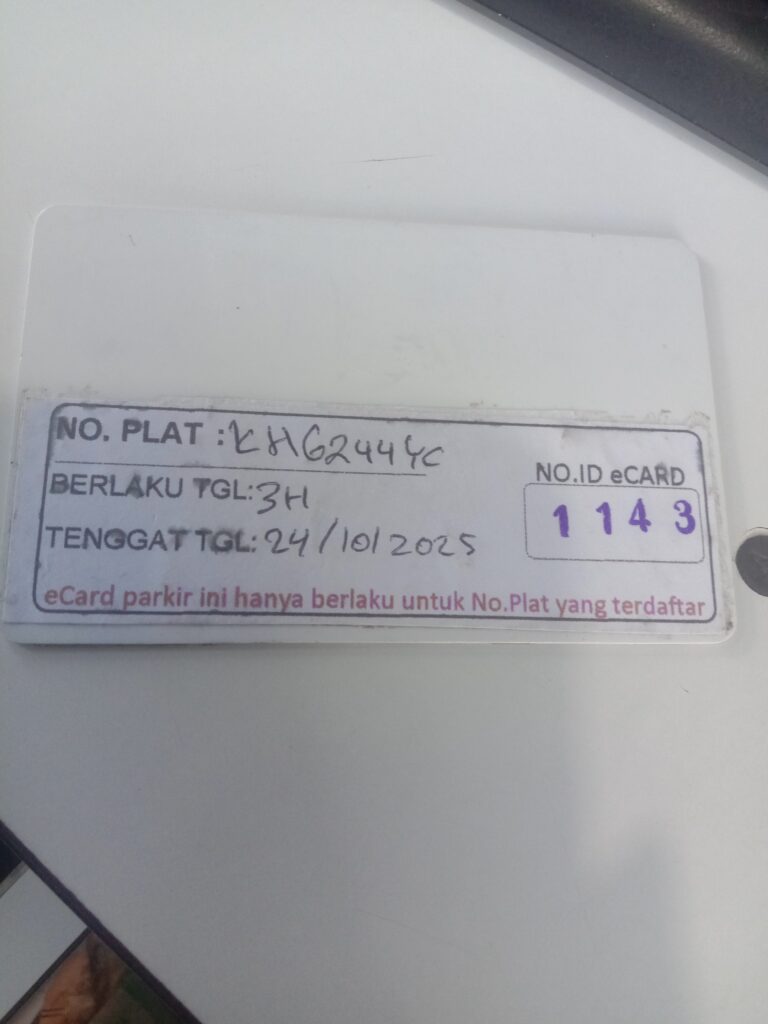 NO. PLAT : KH6244YC
NO.ID eCARD
BERLAKU TGL: 3H
1 1 4 3
TENGGAT TGL: 24/10/2025
eCard parkir ini hanya berlaku untuk No.Plat yang terdaftar